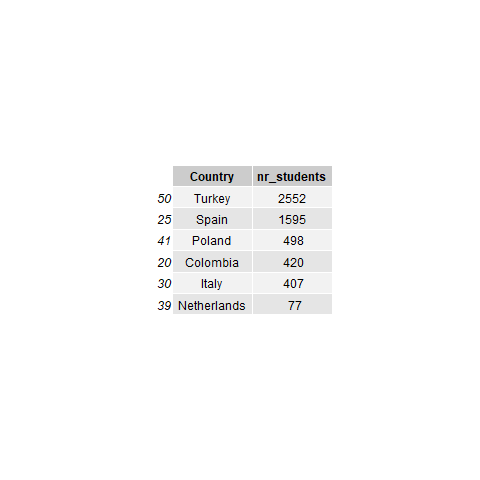 Country nr_students
50 Turkey 2552
25 Spain 1595
41 Poland 498
20 Colombia 420
30 Italy 407
39 Netherlands 77